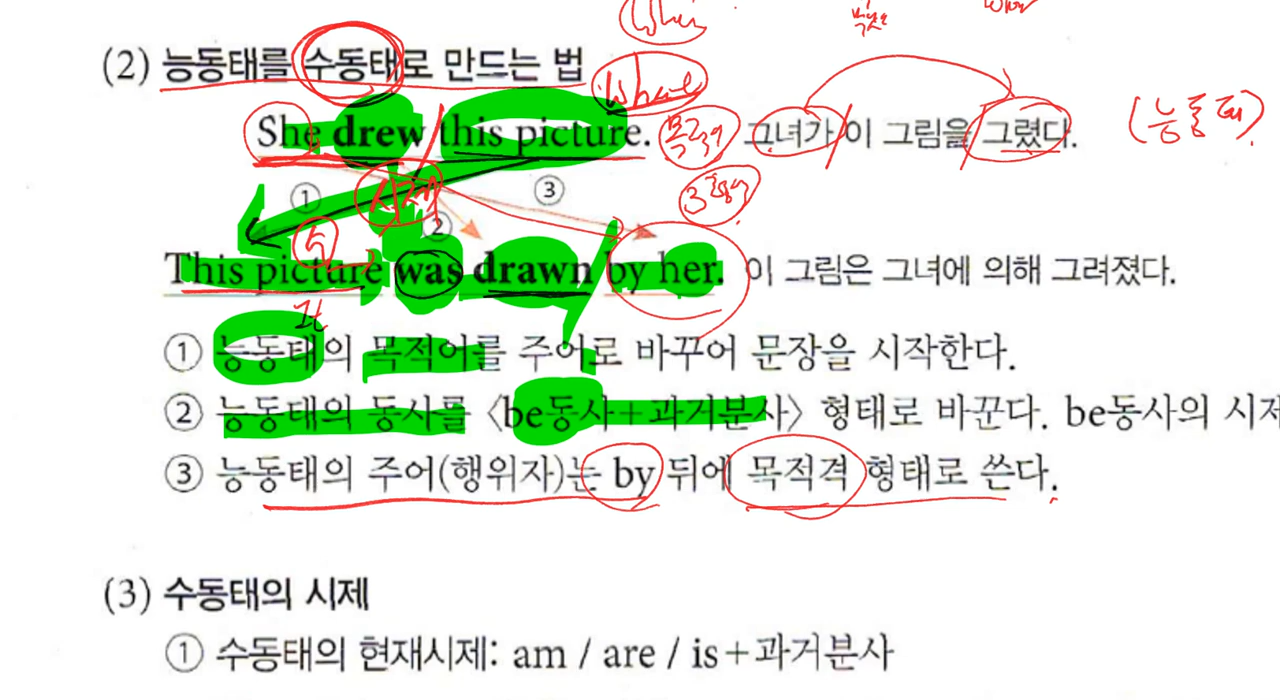 (2) 능동태를 수동태로 만드는 법
What
She drew this picture. 목적어 그녀가 이 그림을 그렸다. (능동태)
① 시제 ② ③ 3형식
This picture was drawn by her. 이 그림은 그녀에 의해 그려졌다.
It
① 능동태의 목적어를 주어로 바꾸어 문장을 시작한다.
② 능동태의 동사를 〈be동사+과거분사〉 형태로 바꾼다. be동사의 시제
③ 능동태의 주어(행위자)는 by 뒤에 목적격 형태로 쓴다.
(3) 수동태의 시제
① 수동태의 현재시제: am / are / is+과거분사